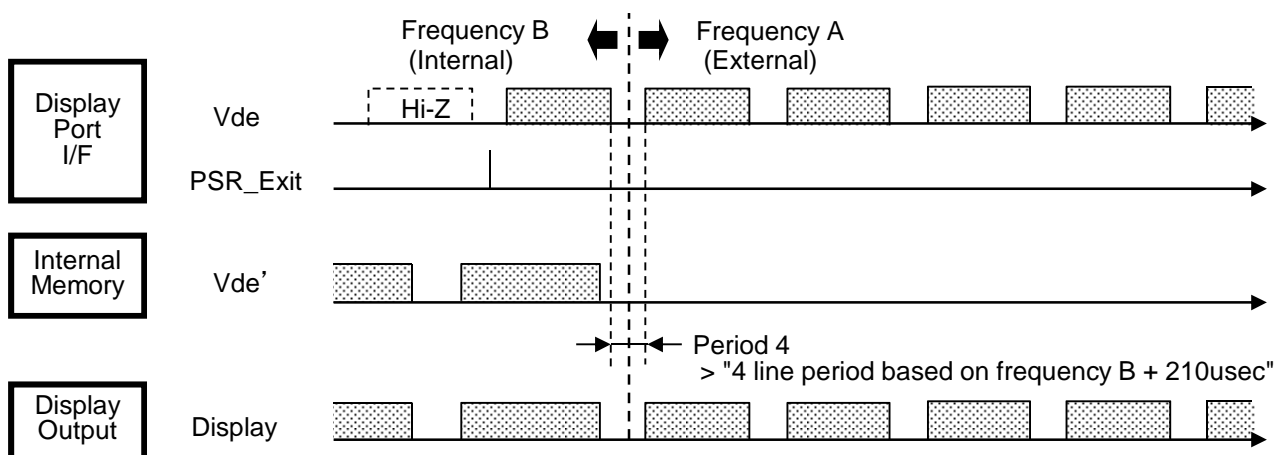 Frequency B
(Internal)
Frequency A
(External)
Display
Port
I/F
Vde
Hi-Z
PSR_Exit
Internal
Memory
Vde’
Period 4
> "4 line period based on frequency B + 210usec"
Display
Output
Display